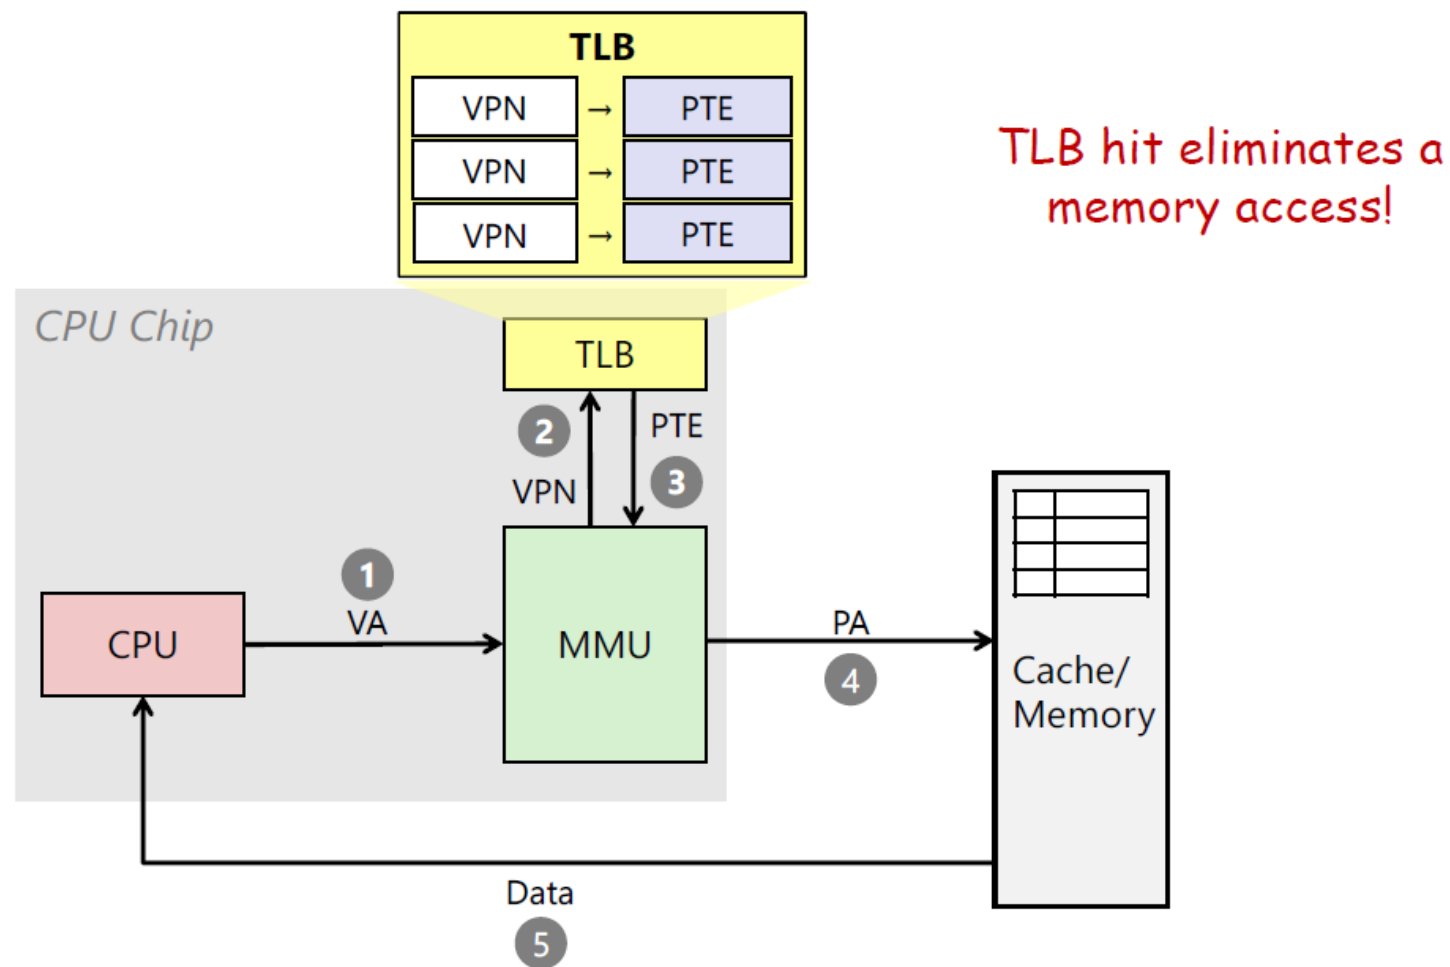 TLB
VPN → PTE
VPN → PTE
VPN → PTE
TLB hit eliminates a
memory access!
CPU Chip
TLB
2
PTE
VPN
3
1
VA
CPU
MMU
PA
4
Cache/
Memory
Data
5